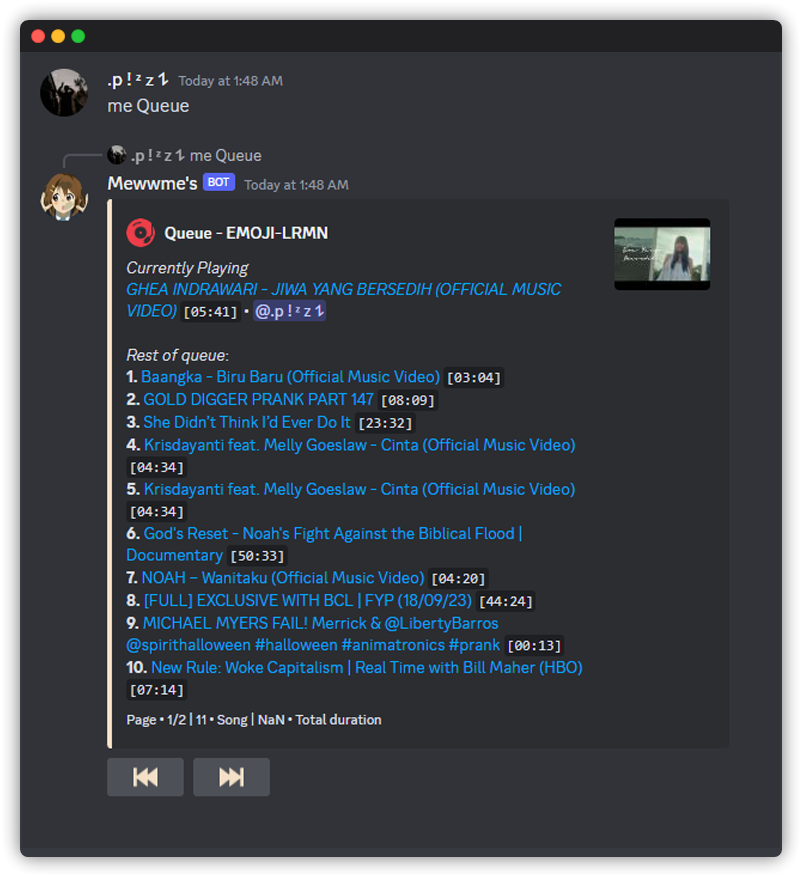 .p!ᶻz𝟣 Today at 1:48 AM
me Queue
.p!ᶻz𝟣 me Queue
Mewwme's BOT Today at 1:48 AM
Queue - EMOJI-LRMN
Currently Playing
GHEA INDRAWARI - JIWA YANG BERSEDIH (OFFICIAL MUSIC
VIDEO) [05:41] • @.p!ᶻz𝟣
Rest of queue:
1. Baangka - Biru Baru (Official Music Video) [03:04]
2. GOLD DIGGER PRANK PART 147 [08:09]
3. She Didn't Think I'd Ever Do It [23:32]
4. Krisdayanti feat. Melly Goeslaw - Cinta (Official Music Video)
[04:34]
5. Krisdayanti feat. Melly Goeslaw - Cinta (Official Music Video)
[04:34]
6. God's Reset - Noah's Fight Against the Biblical Flood |
Documentary [50:33]
7. NOAH – Wanitaku (Official Music Video) [04:20]
8. [FULL] EXCLUSIVE WITH BCL | FYP (18/09/23) [44:24]
9. MICHAEL MYERS FAIL! Merrick & @LibertyBarros
@spirithalloween #halloween #animatronics #prank [00:13]
10. New Rule: Woke Capitalism | Real Time with Bill Maher (HBO)
[07:14]
Page • 1/2 | 11 • Song | NaN • Total duration